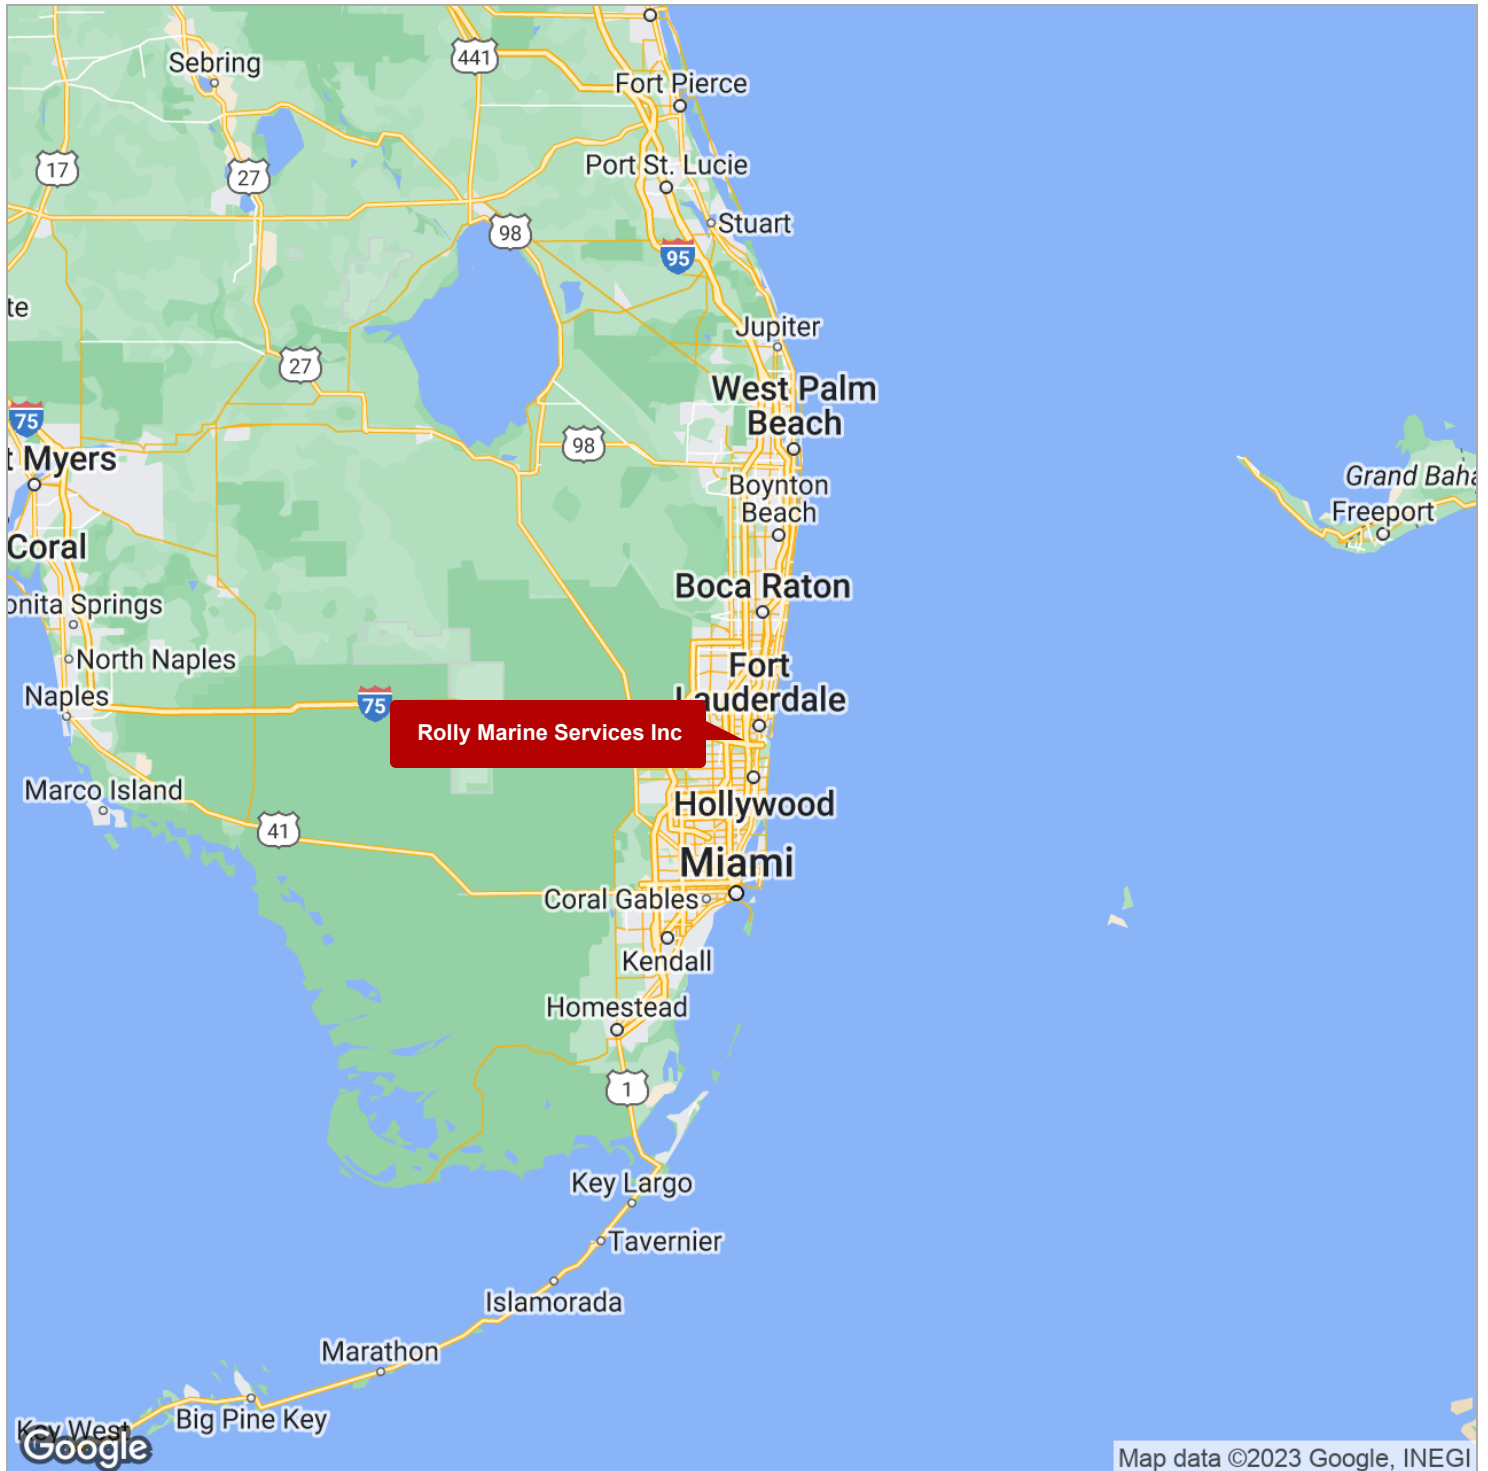 Sebring
441
Fort Pierce
17
27
Port St. Lucie
98
Stuart
95
te
Jupiter
27
West Palm
Beach
75
98
t Myers
Boynton
Beach
Grand Baha
Freeport
Coral
Boca Raton
onita Springs
North Naples
Fort
Lauderdale
Naples
75
Rolly Marine Services Inc
Marco Island
Hollywood
41
Miami
Coral Gables
Kendall
Homestead
1
Key Largo
Tavernier
Islamorada
Marathon
Big Pine Key
Key West
Google
Map data ©2023 Google, INEGI